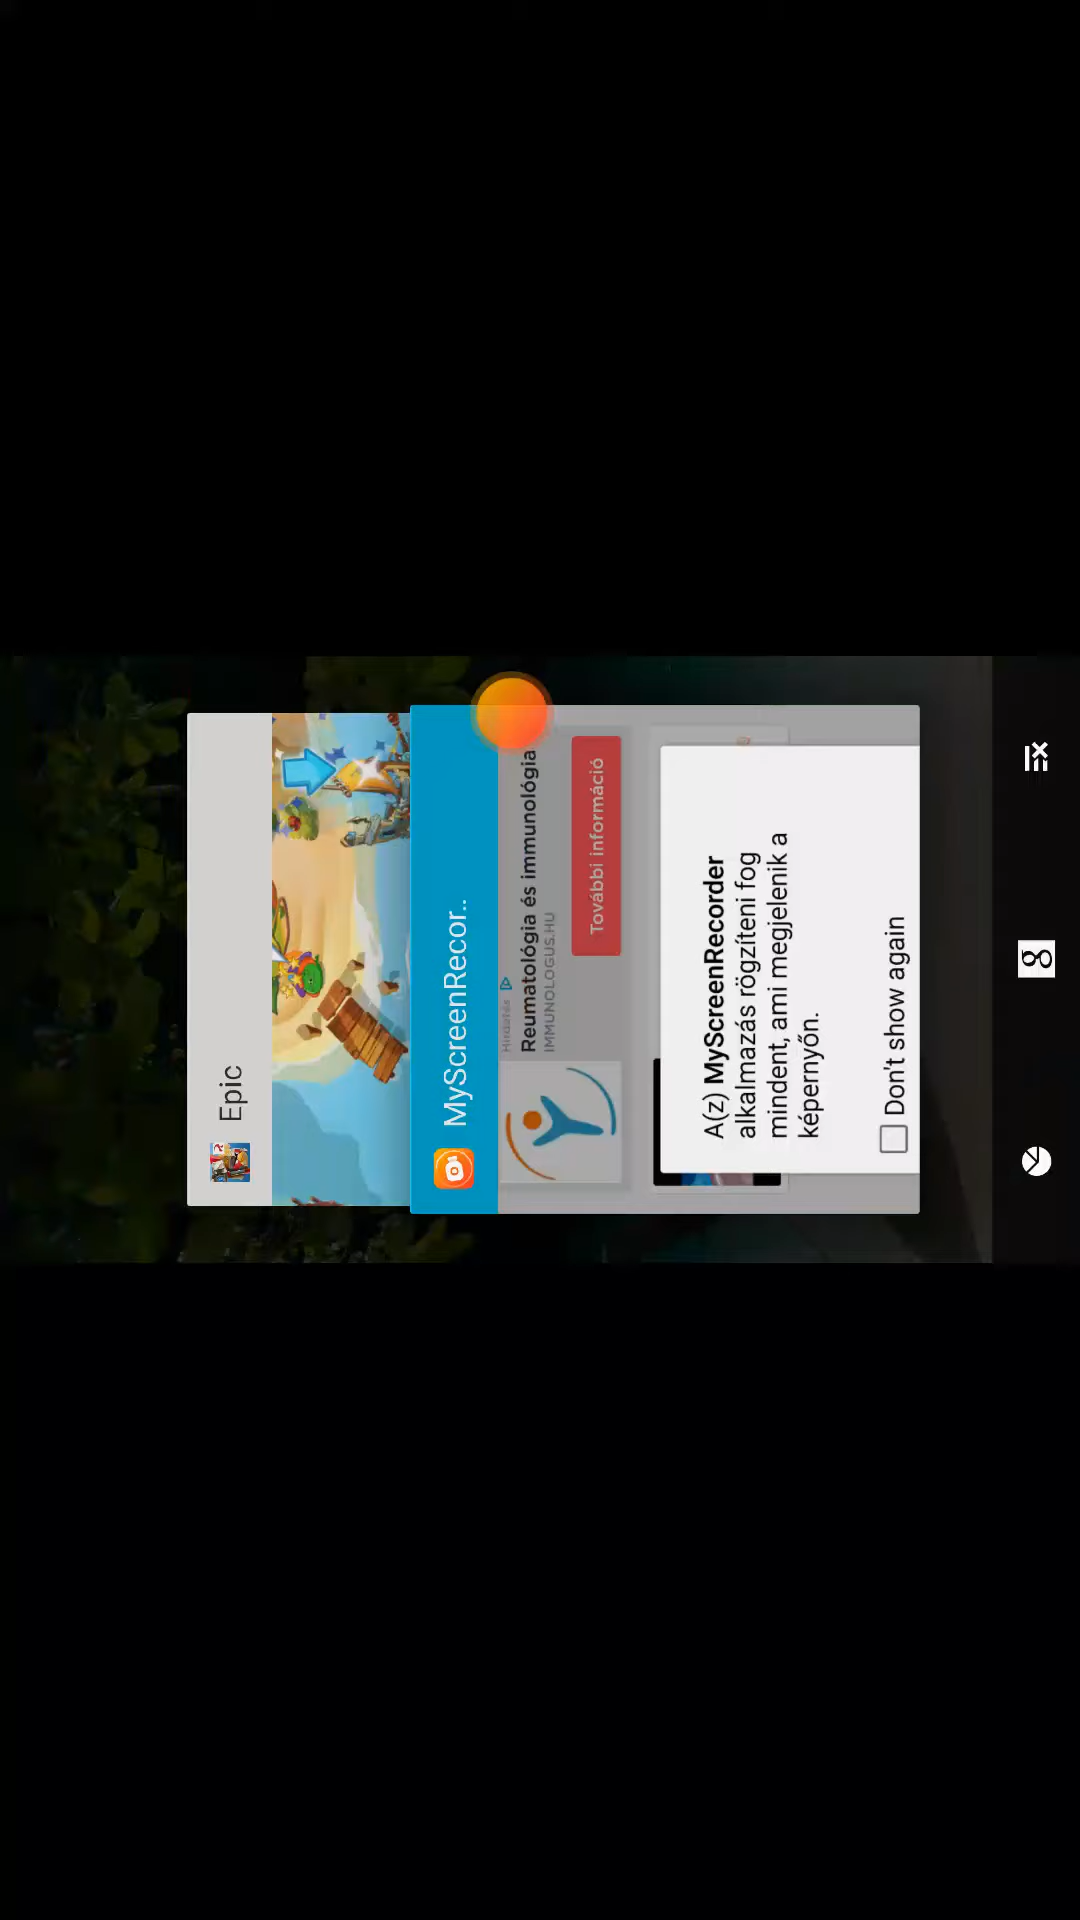 Epic
MyScreenRecor..
Hirdetés
Reumatológia és immunológia
IMMUNOLOGUS.HU
További információ
A(z) MyScreenRecorder
alkalmazás rögzíteni fog
mindent, ami megjelenik a
képernyőn.
Don't show again